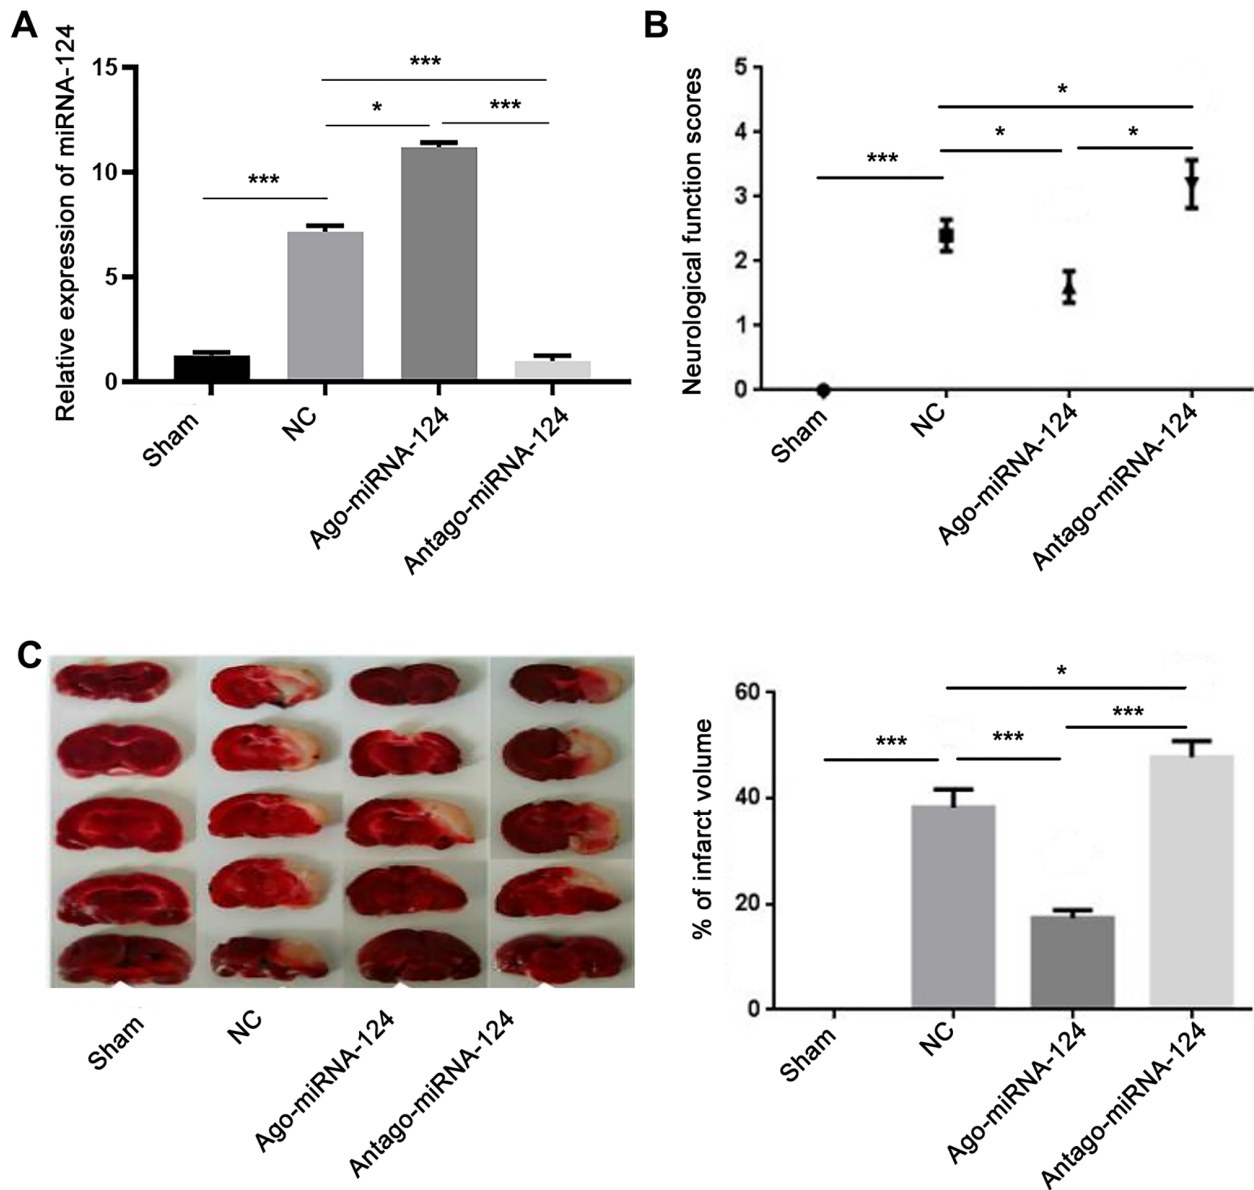 A
Relative expression of miRNA-124
15
10
5
0
***
***
*
***
Sham
NC
Ago-miRNA-124
Antago-miRNA-124
B
Neurological function scores
5
4
3
2
1
0
*
*
*
***
Sham
NC
Ago-miRNA-124
Antago-miRNA-124
C
Sham
NC
Ago-miRNA-124
Antago-miRNA-124
% of infarct volume
60
40
20
0
*
***
***
***
Sham
NC
Ago-miRNA-124
Antago-miRNA-124